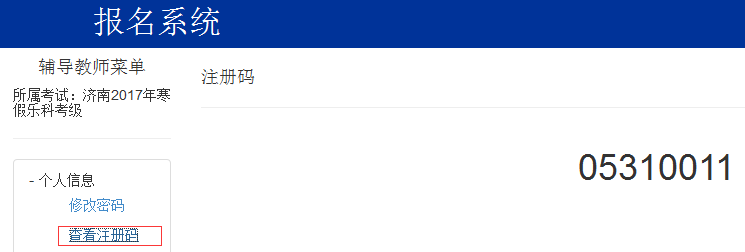 报名系统
辅导教师菜单
所属考试：济南2017年寒
假乐科考级
- 个人信息
修改密码
查看注册码
注册码
05310011